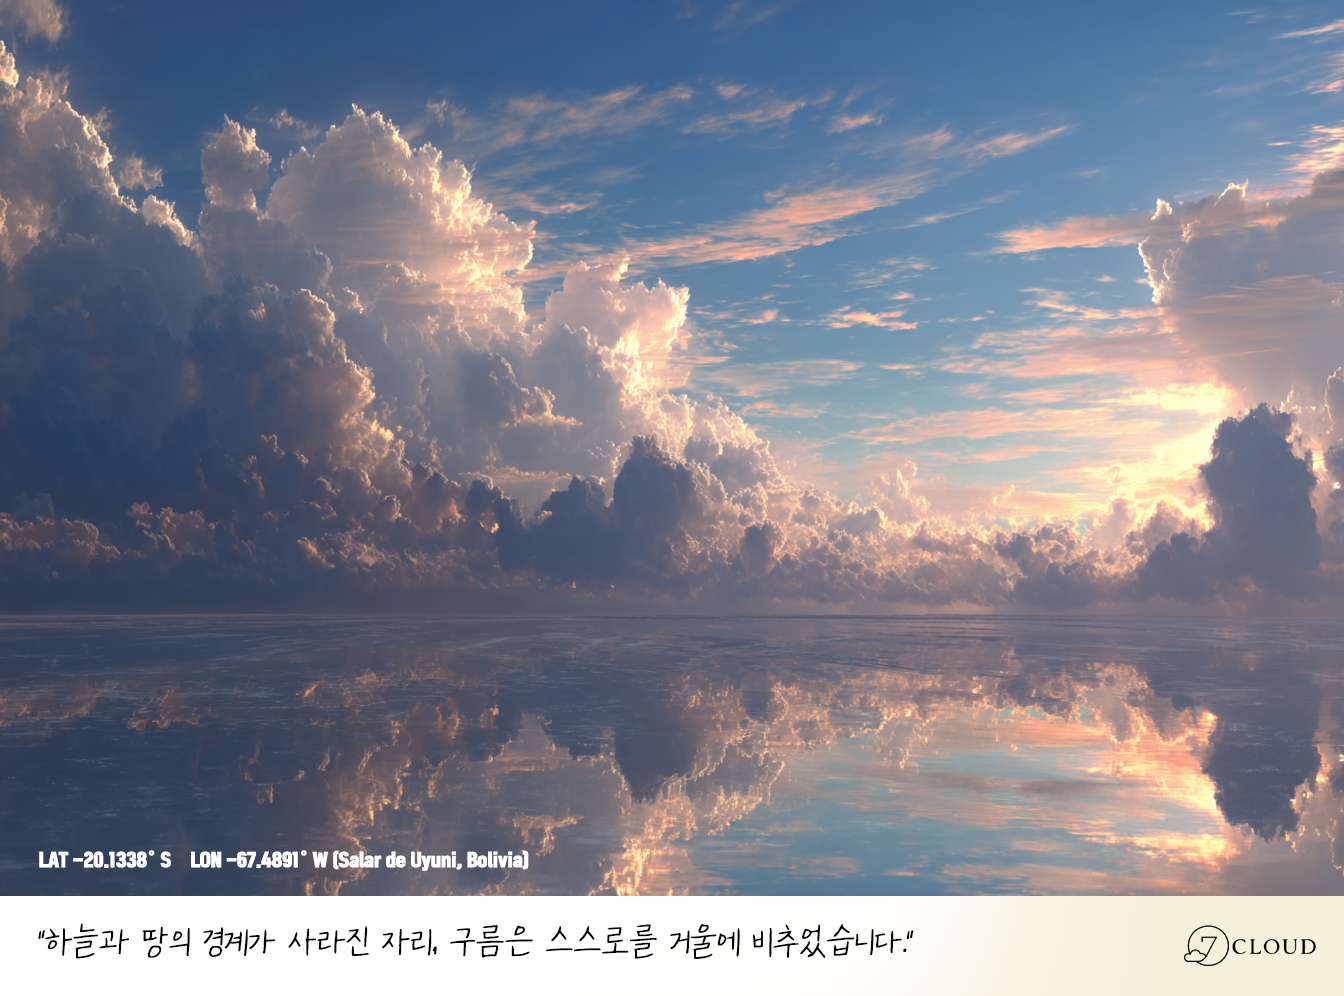 LAT -20.1338° S LON -67.4891° W (Salar de Uyuni, Bolivia)
"하늘과 땅의 경계가 사라진 자리, 구름은 스스로를 거울에 비추었습니다."
7 CLOUD